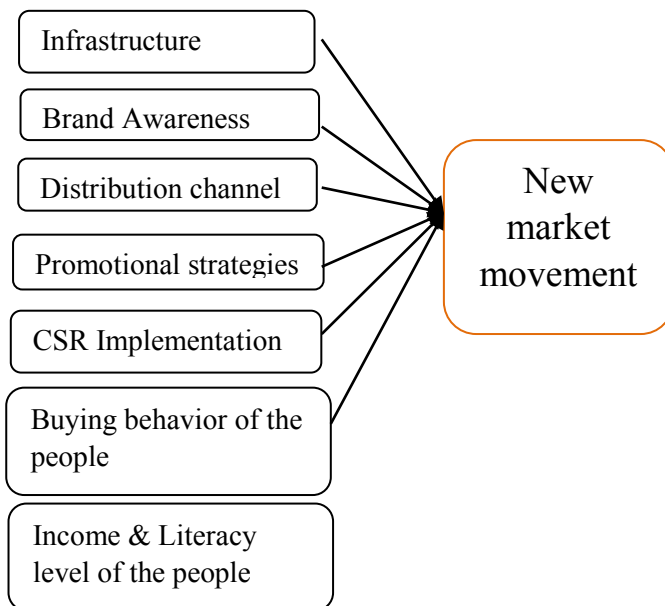 Infrastructure
Brand Awareness
Distribution channel
Promotional strategies
CSR Implementation
Buying behavior of the
people
Income & Literacy
level of the people
New
market
movement